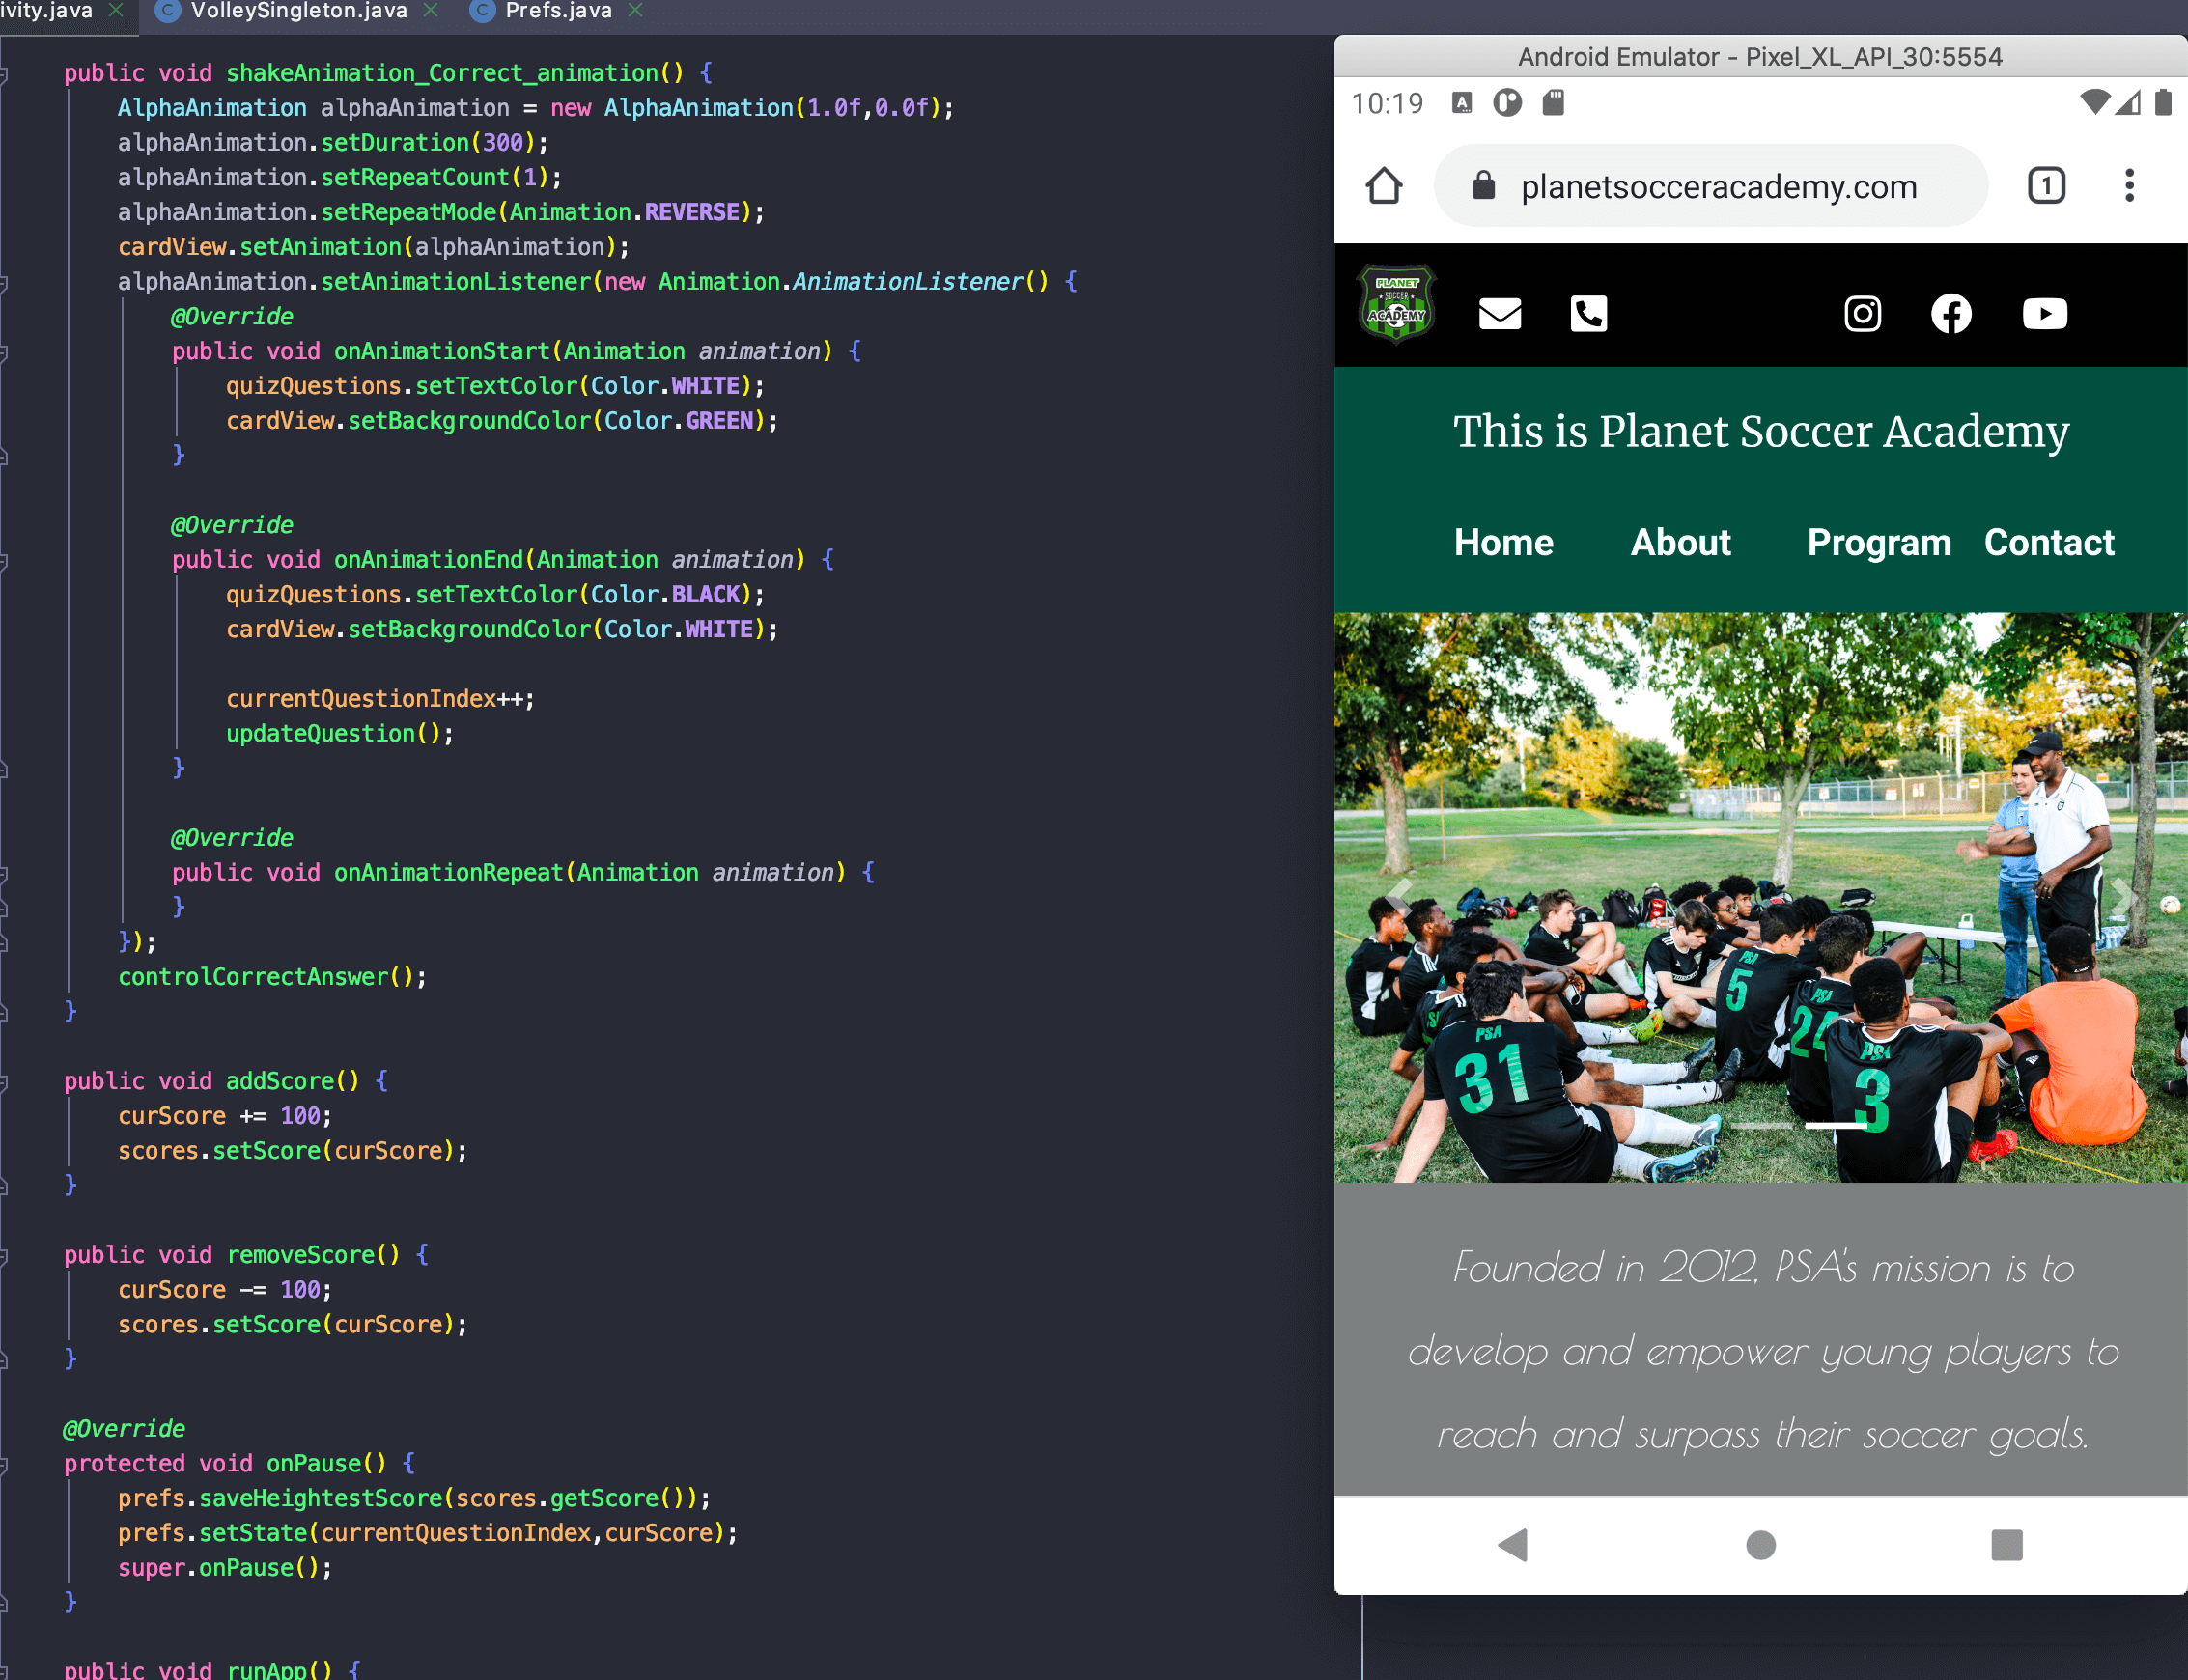 ivity.java
VolleySingleton.java
Prefs.java
public void shakeAnimation_Correct_animation() {
AlphaAnimation alphaAnimation = new AlphaAnimation(1.0f,0.0f);
alphaAnimation.setDuration(300);
alphaAnimation.setRepeatCount(1);
alphaAnimation.setRepeatMode(Animation.REVERSE);
cardView.setAnimation(alphaAnimation);
alphaAnimation.setAnimationListener(new Animation.AnimationListener() {
@Override
public void onAnimationStart(Animation animation) {
quizQuestions.setTextColor(Color.WHITE);
cardView.setBackgroundColor(Color.GREEN);
}
@Override
public void onAnimationEnd(Animation animation) {
quizQuestions.setTextColor(Color.BLACK);
cardView.setBackgroundColor(Color.WHITE);
currentQuestionIndex++;
updateQuestion();
}
@Override
public void onAnimationRepeat(Animation animation) {
}
});
controlCorrectAnswer();
}
public void addScore() {
curScore += 100;
scores.setScore(curScore);
}
public void removeScore() {
curScore -= 100;
scores.setScore(curScore);
}
@Override
protected void onPause() {
prefs.saveHeightestScore(scores.getScore());
prefs.setState(currentQuestionIndex,curScore);
super.onPause();
}
public void runApp() {
Android Emulator - Pixel_XL_API_30:5554
10:19
A
planetsocceracademy.com
1
PLANET
SOCCER
ACADEMY
This is Planet Soccer Academy
Home About Program Contact
PSA
5
PSA
24
PSA
31
PSA
3
Founded in 2012, PSA's mission is to
develop and empower young players to
reach and surpass their soccer goals.